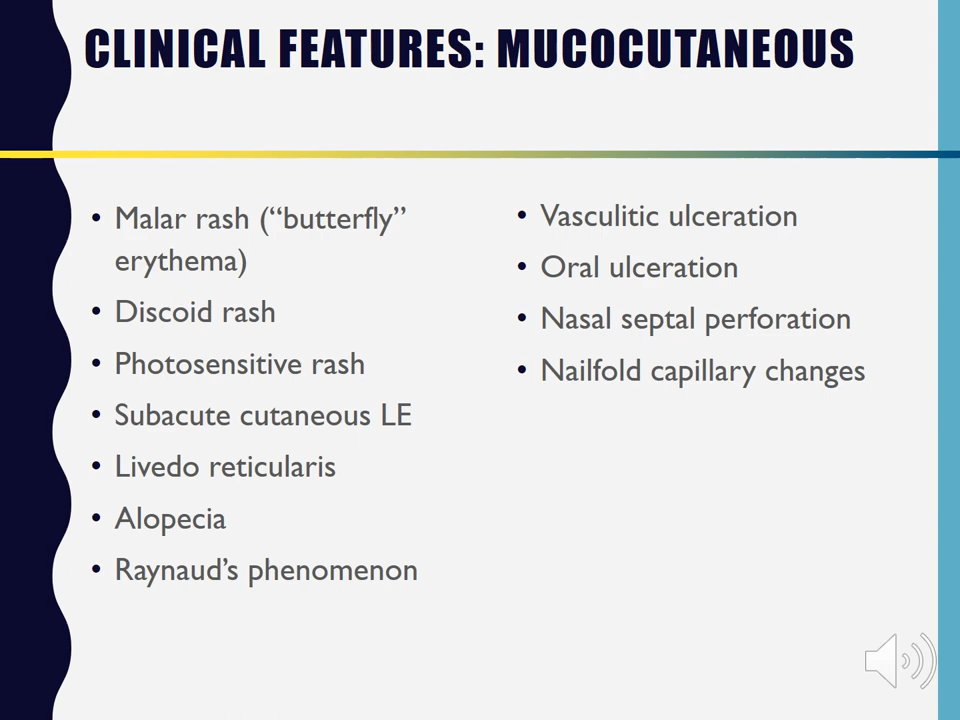 CLINICAL FEATURES: MUCOCUTANEOUS
• Malar rash (“butterfly”
erythema)
• Discoid rash
• Photosensitive rash
• Subacute cutaneous LE
• Livedo reticularis
• Alopecia
• Raynaud’s phenomenon
• Vasculitic ulceration
• Oral ulceration
• Nasal septal perforation
• Nailfold capillary changes